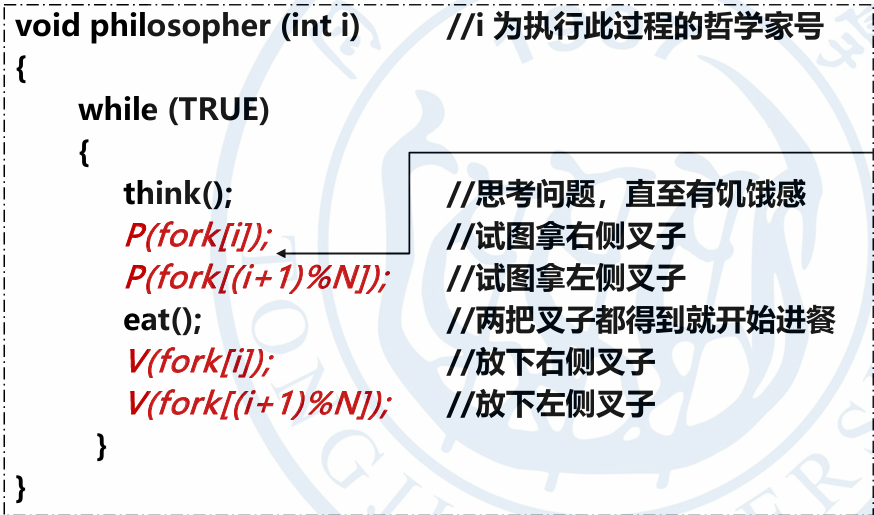 void philosopher (int i) //i 为执行此过程的哲学家号
{
while (TRUE)
{
think(); //思考问题，直至有饥饿感
P(fork[i]); //试图拿右侧叉子
P(fork[(i+1)%N]); //试图拿左侧叉子
eat(); //两把叉子都得到就开始进餐
V(fork[i]); //放下右侧叉子
V(fork[(i+1)%N]); //放下左侧叉子
}
}